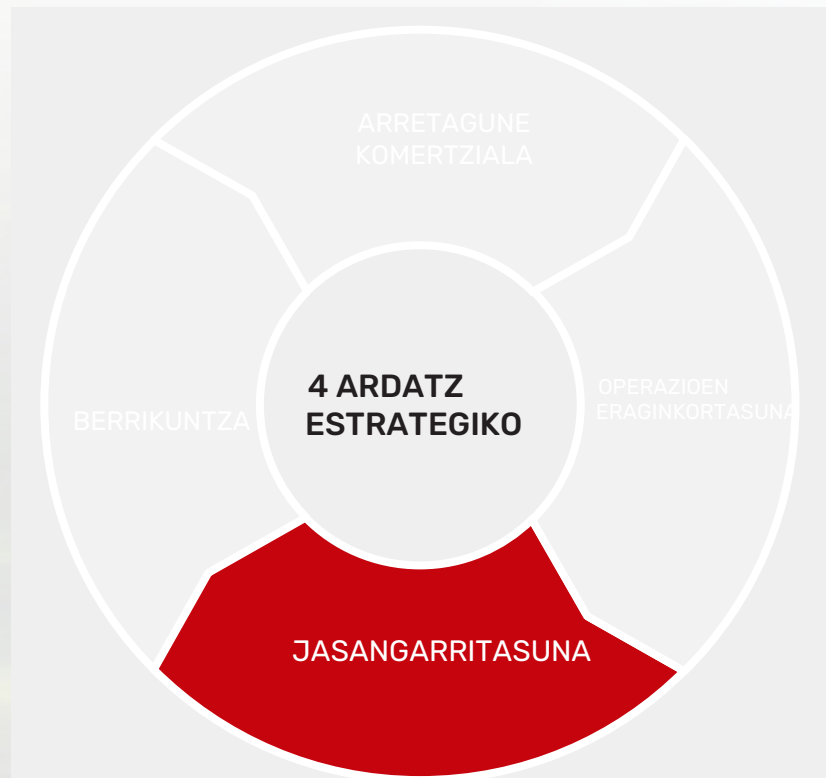 ARRETAGUNE
KOMERTZIALA
4 ARDATZ
ESTRATEGIKO
OPERAZIOEN
ERAGINKORTASUNA
BERRIKUNTZA
JASANGARRITASUNA